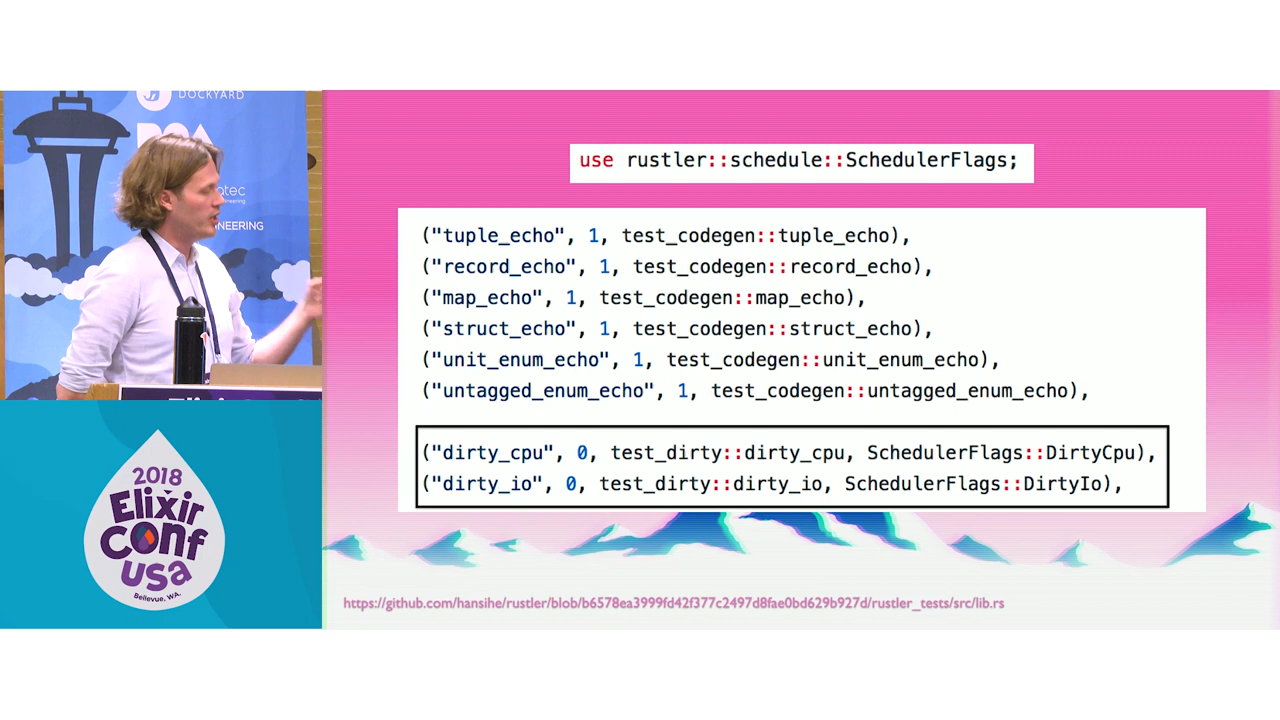 DOCKYARD
use rustler::schedule::SchedulerFlags;
("tuple_echo", 1, test_codegen::tuple_echo),
("record_echo", 1, test_codegen::record_echo),
("map_echo", 1, test_codegen::map_echo),
("struct_echo", 1, test_codegen::struct_echo),
("unit_enum_echo", 1, test_codegen::unit_enum_echo),
("untagged_enum_echo", 1, test_codegen::untagged_enum_echo),
("dirty_cpu", 0, test_dirty::dirty_cpu, SchedulerFlags::DirtyCpu),
("dirty_io", 0, test_dirty::dirty_io, SchedulerFlags::DirtyIo),
https://github.com/hansihe/rustler/blob/b6578ea3999fd42f377c2497d8fae0bd629b927d/rustler_tests/src/lib.rs
2018
Elixir
Conf
USA
Bellevue, WA.